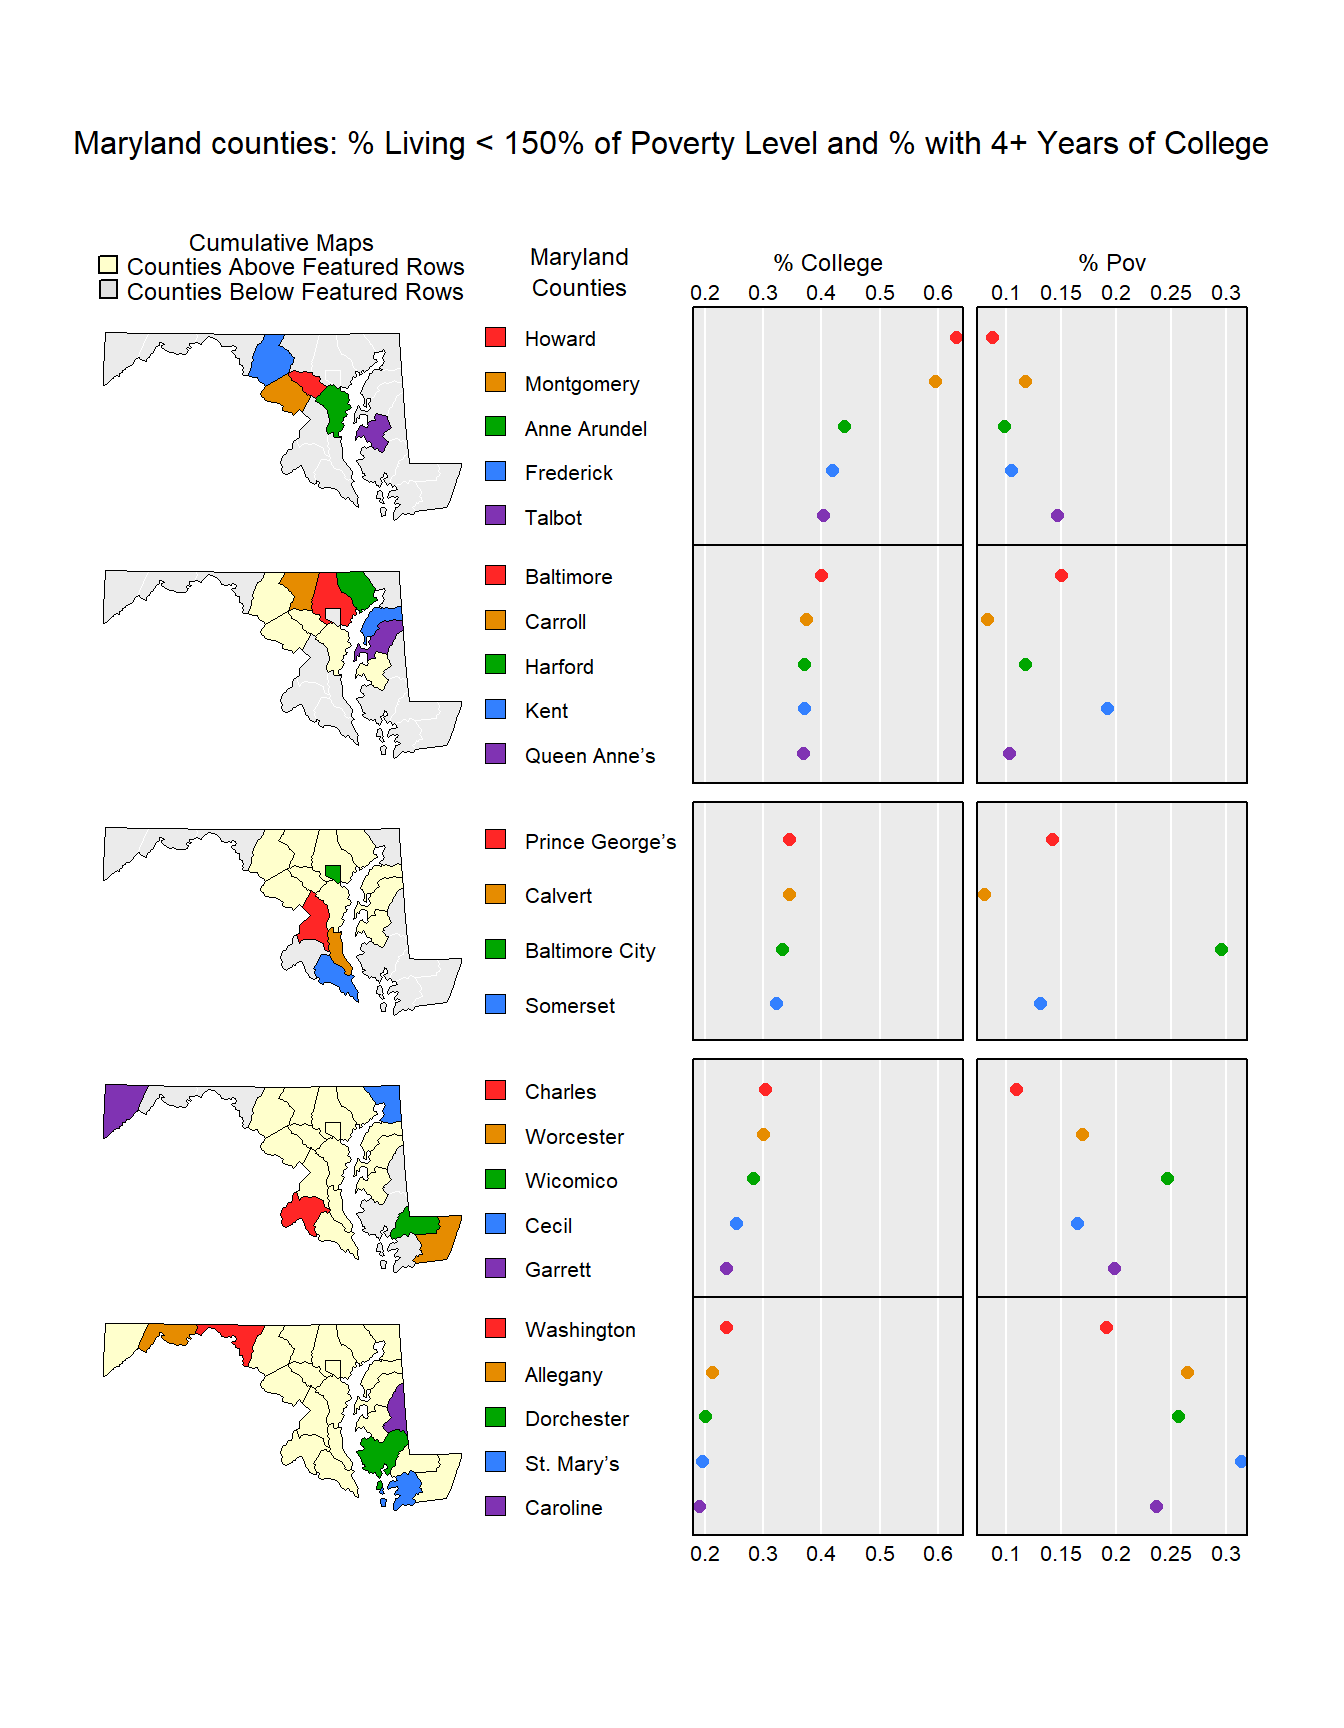 Maryland counties: % Living < 150% of Poverty Level and % with 4+ Years of College
Cumulative Maps
Counties Above Featured Rows
Counties Below Featured Rows
Maryland
Counties
% College
% Pov
0.2 0.3 0.4 0.5 0.6
0.1 0.15 0.2 0.25 0.3
Howard
Montgomery
Anne Arundel
Frederick
Talbot
Baltimore
Carroll
Harford
Kent
Queen Anne’s
Prince George’s
Calvert
Baltimore City
Somerset
Charles
Worcester
Wicomico
Cecil
Garrett
Washington
Allegany
Dorchester
St. Mary’s
Caroline
0.2 0.3 0.4 0.5 0.6
0.1 0.15 0.2 0.25 0.3